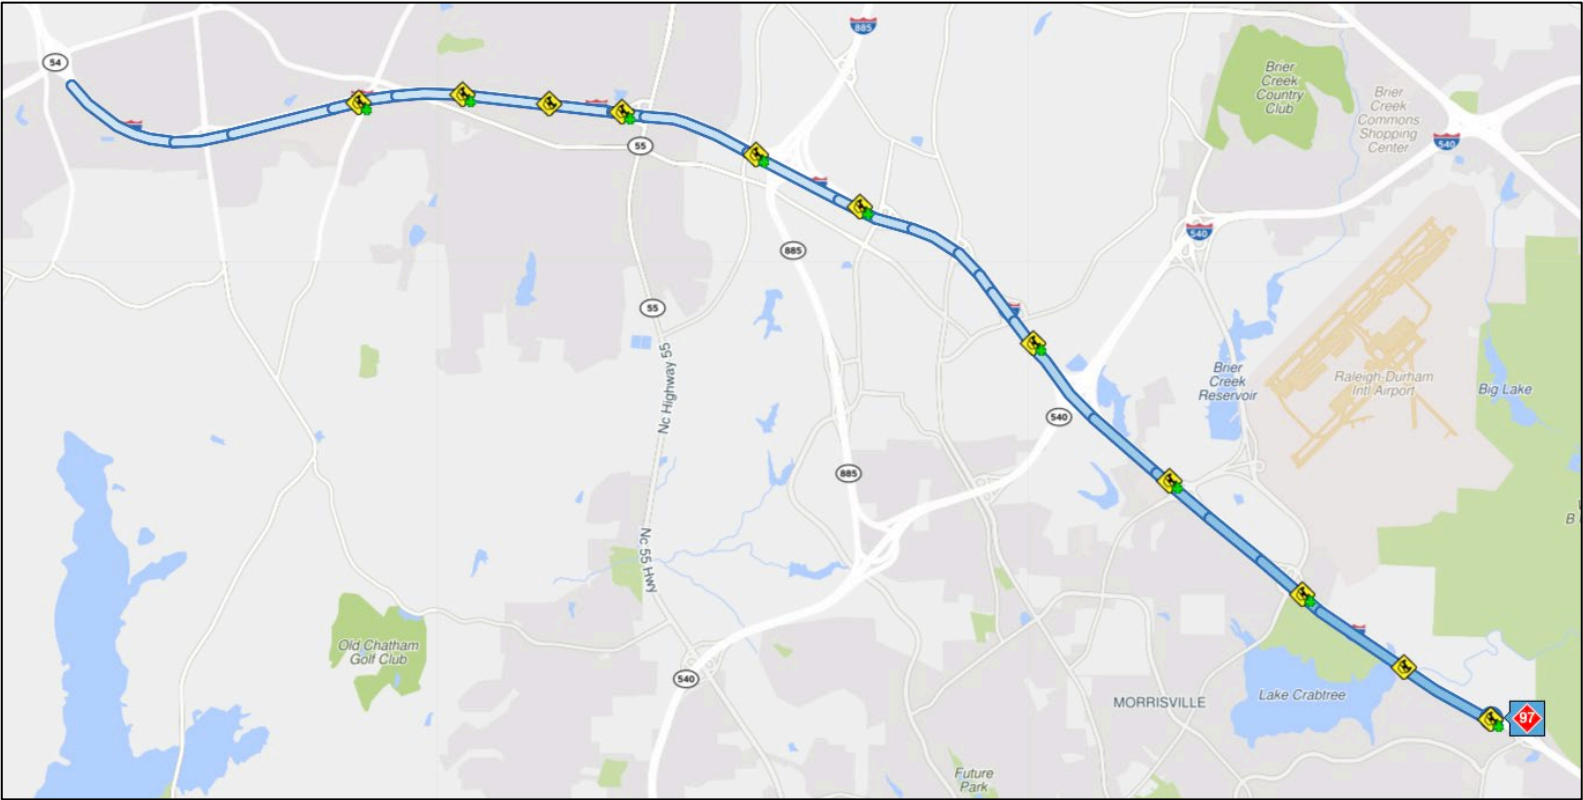 885
54
Brier
Creek
Country
Club
Brier
Creek
Commons
Shopping
Center
540
55
540
885
55
Nc Highway 55
Brier
Creek
Reservoir
Raleigh-Durham
Intl Airport
Big Lake
540
885
B
Nc 55 Hwy
Old Chatham
Golf Club
540
MORRISVILLE
Lake Crabtree
97
Future
Park